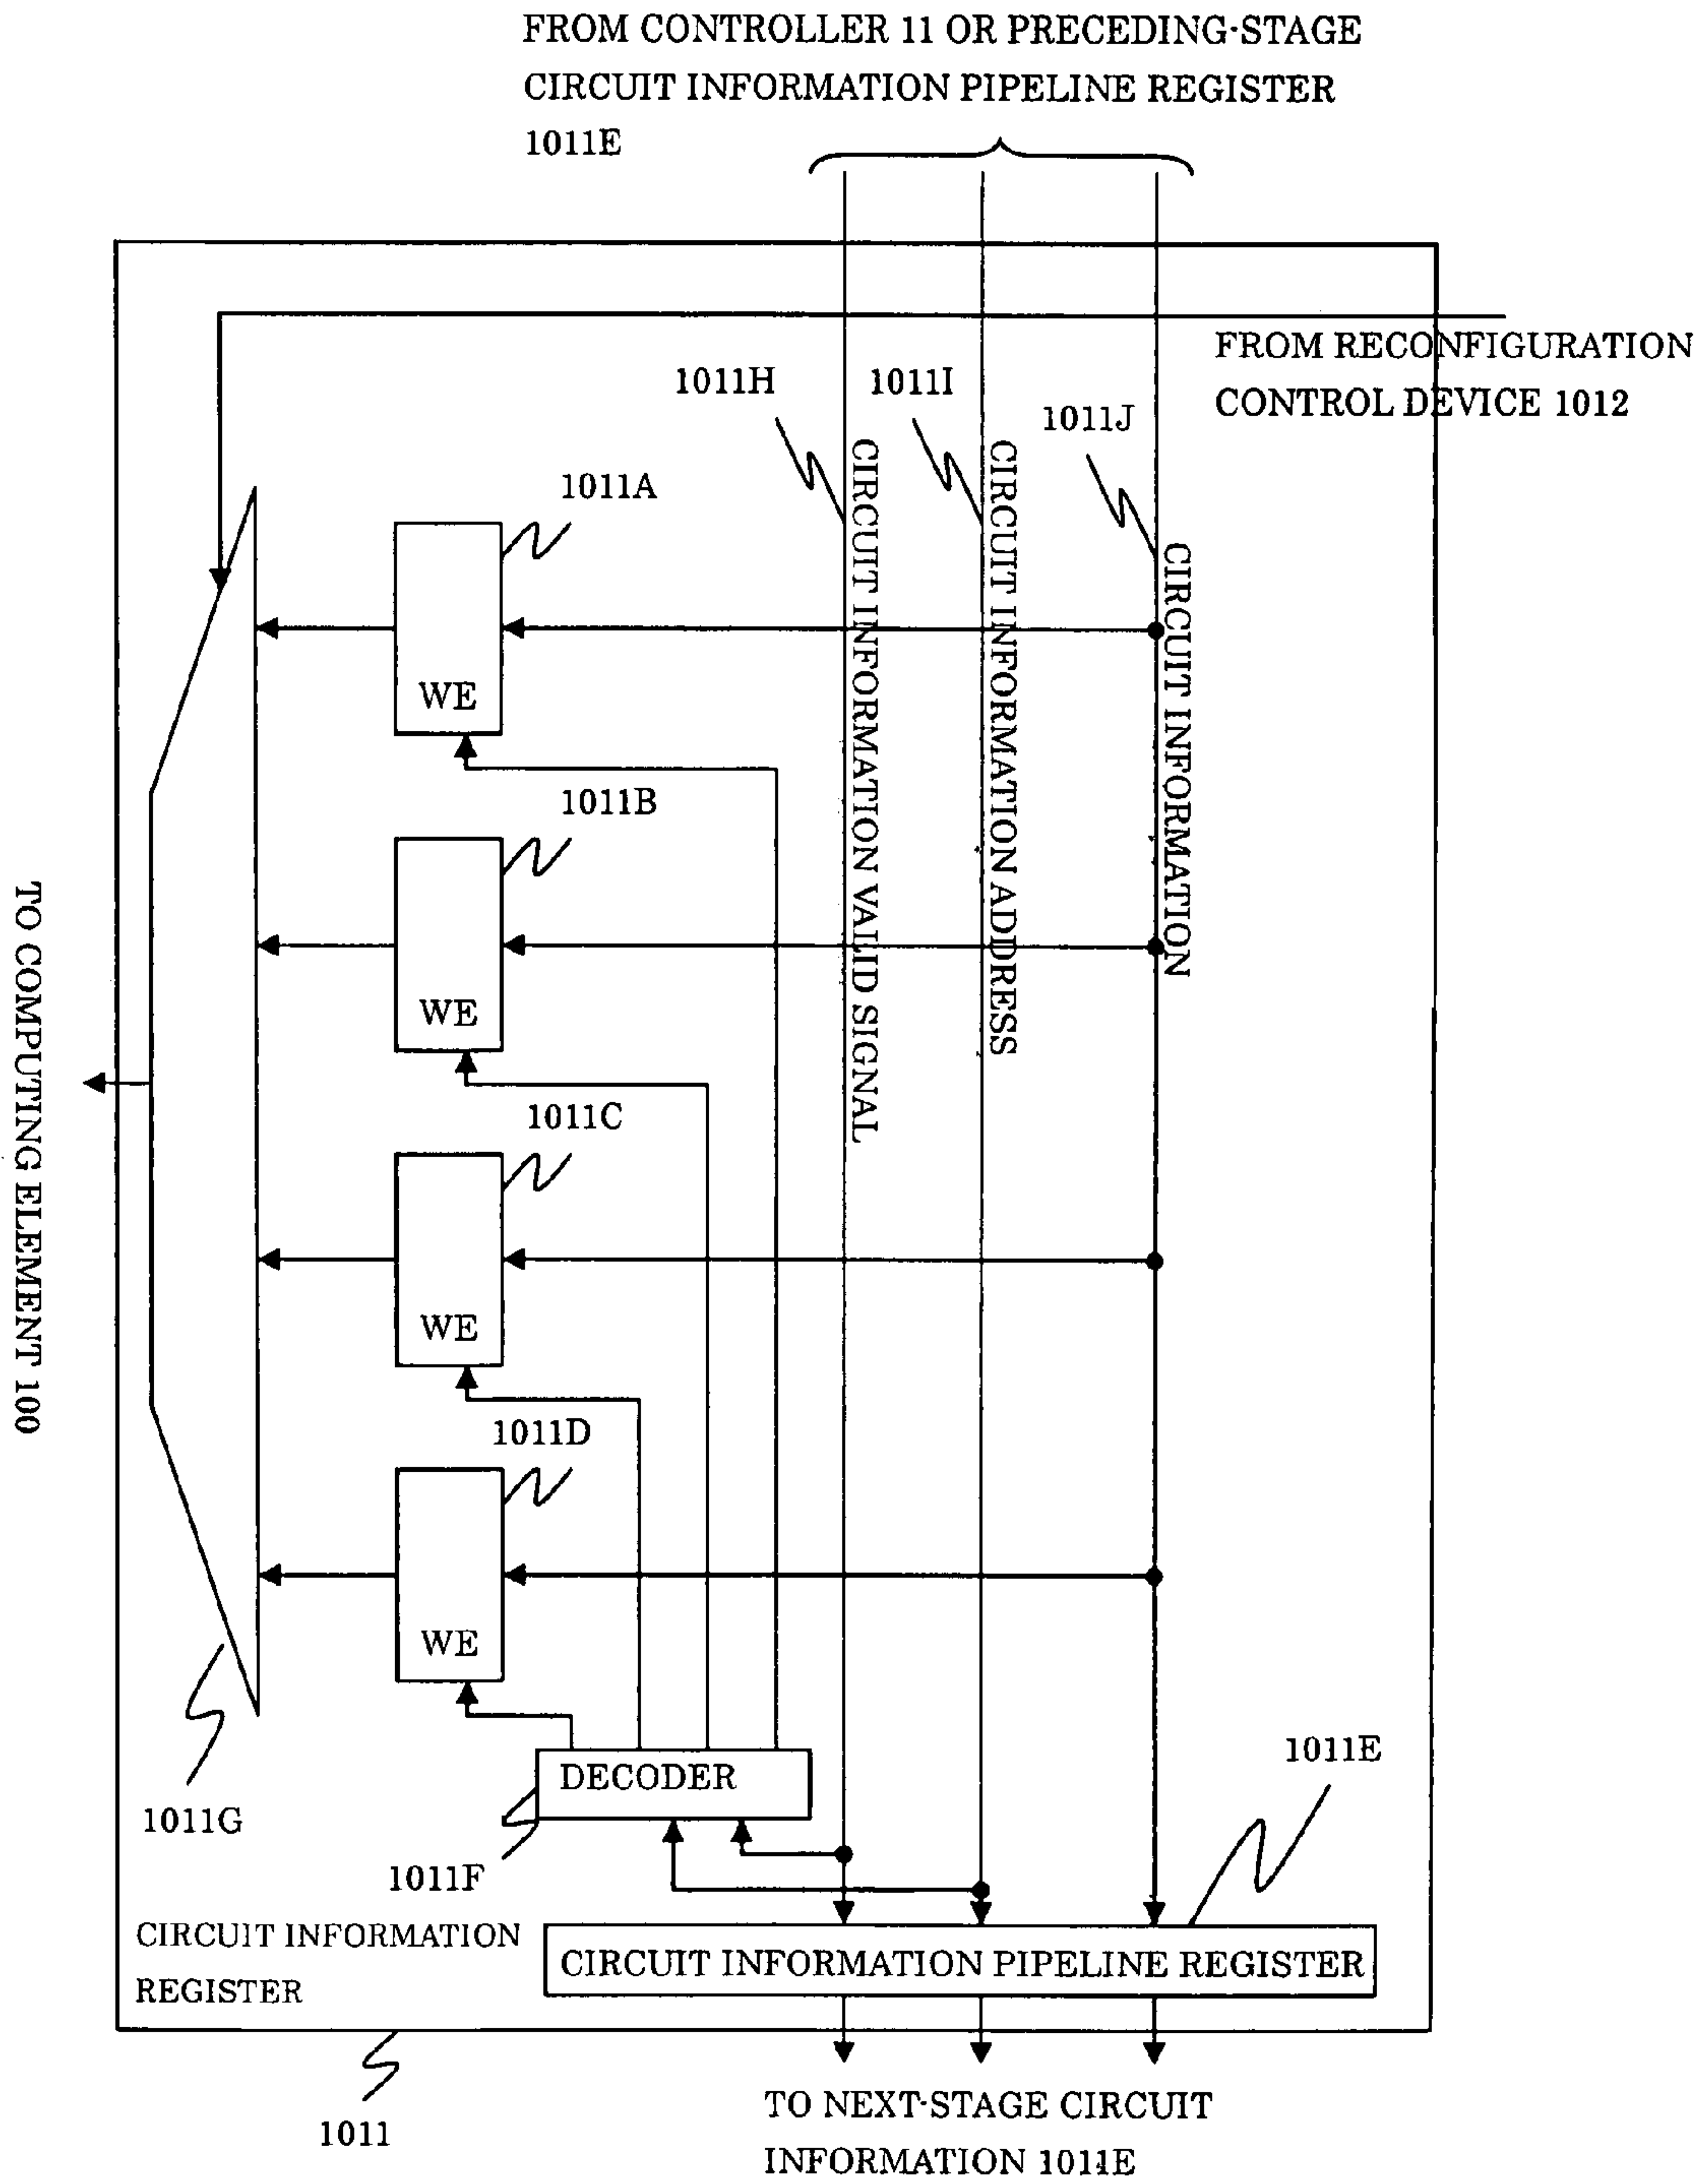 FROM CONTROLLER 11 OR PRECEDING-STAGE
CIRCUIT INFORMATION PIPELINE REGISTER
1011E
FROM RECONFIGURATION
CONTROL DEVICE 1012
1011H
1011I
1011J
CIRCUIT INFORMATION VALID SIGNAL
CIRCUIT INFORMATION ADDRESS
CIRCUIT INFORMATION
1011A
WE
1011B
WE
1011C
WE
1011D
WE
TO COMPUTING ELEMENT 100
1011G
DECODER
1011F
1011E
CIRCUIT INFORMATION
REGISTER
CIRCUIT INFORMATION PIPELINE REGISTER
1011
TO NEXT-STAGE CIRCUIT
INFORMATION 1011E